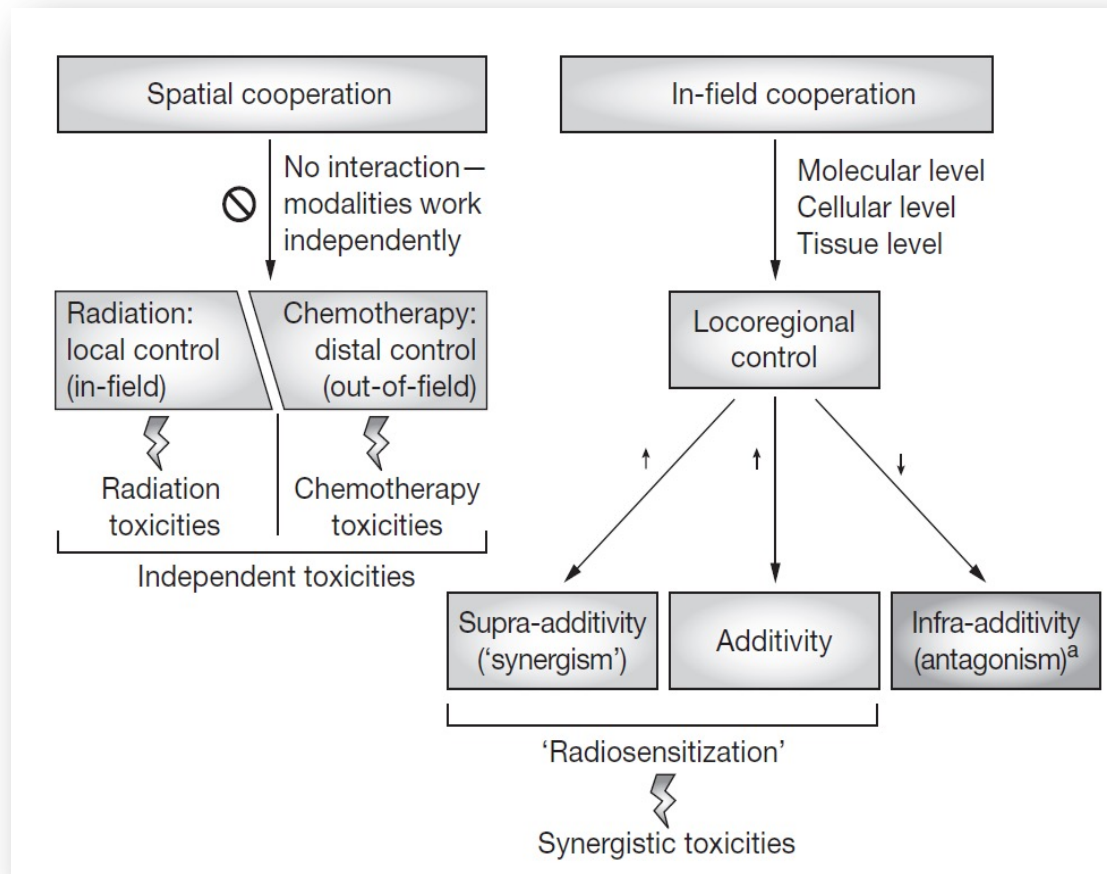 Spatial cooperation
No interaction—
modalities work
independently
Radiation:
local control
(in-field)
Chemotherapy:
distal control
(out-of-field)
Radiation
toxicities
Chemotherapy
toxicities
Independent toxicities
In-field cooperation
Molecular level
Cellular level
Tissue level
Locoregional
control
Supra-additivity
(‘synergism’)
Additivity
Infra-additivity
(antagonism)a
‘Radiosensitization’
Synergistic toxicities